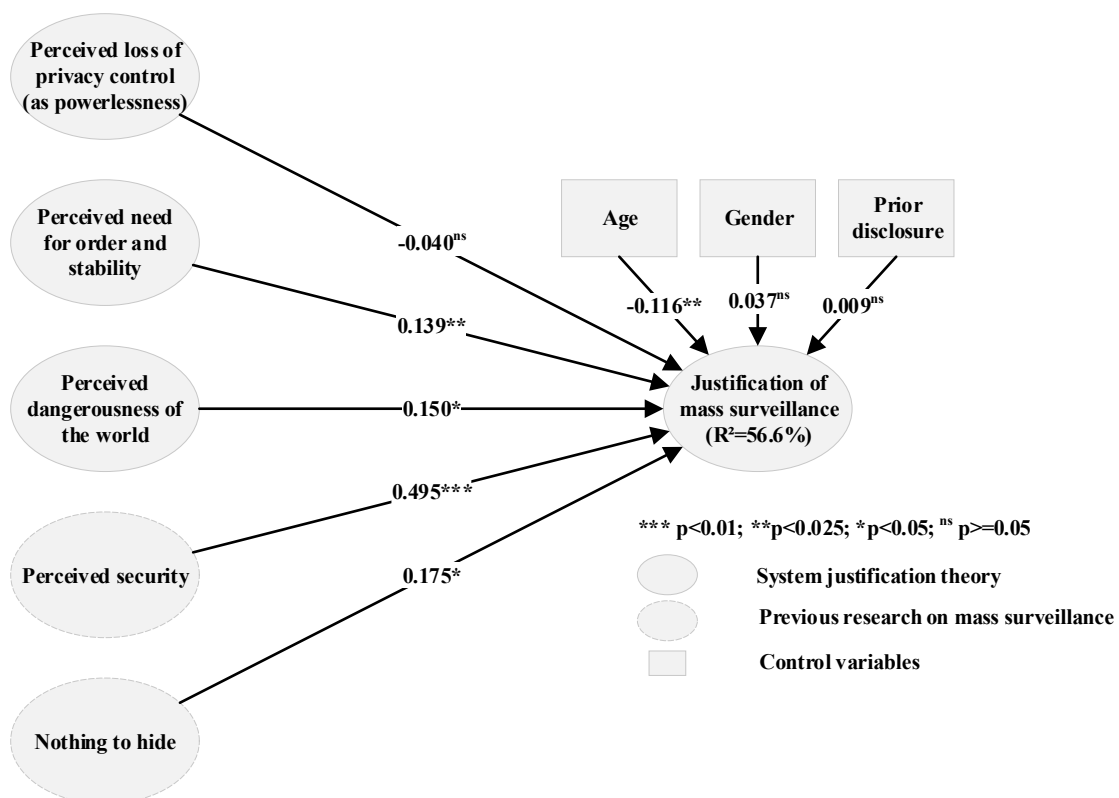 Perceived loss of
privacy control
(as powerlessness)
Perceived need
for order and
stability
Perceived
dangerousness of
the world
Perceived security
Nothing to hide
-0.040ns
0.139**
0.150*
0.495***
0.175*
Age
Gender
Prior
disclosure
-0.116**
0.037ns
0.009ns
Justification of
mass surveillance
(R²=56.6%)
*** p<0.01; **p<0.025; *p<0.05; ns p>=0.05
System justification theory
Previous research on mass surveillance
Control variables